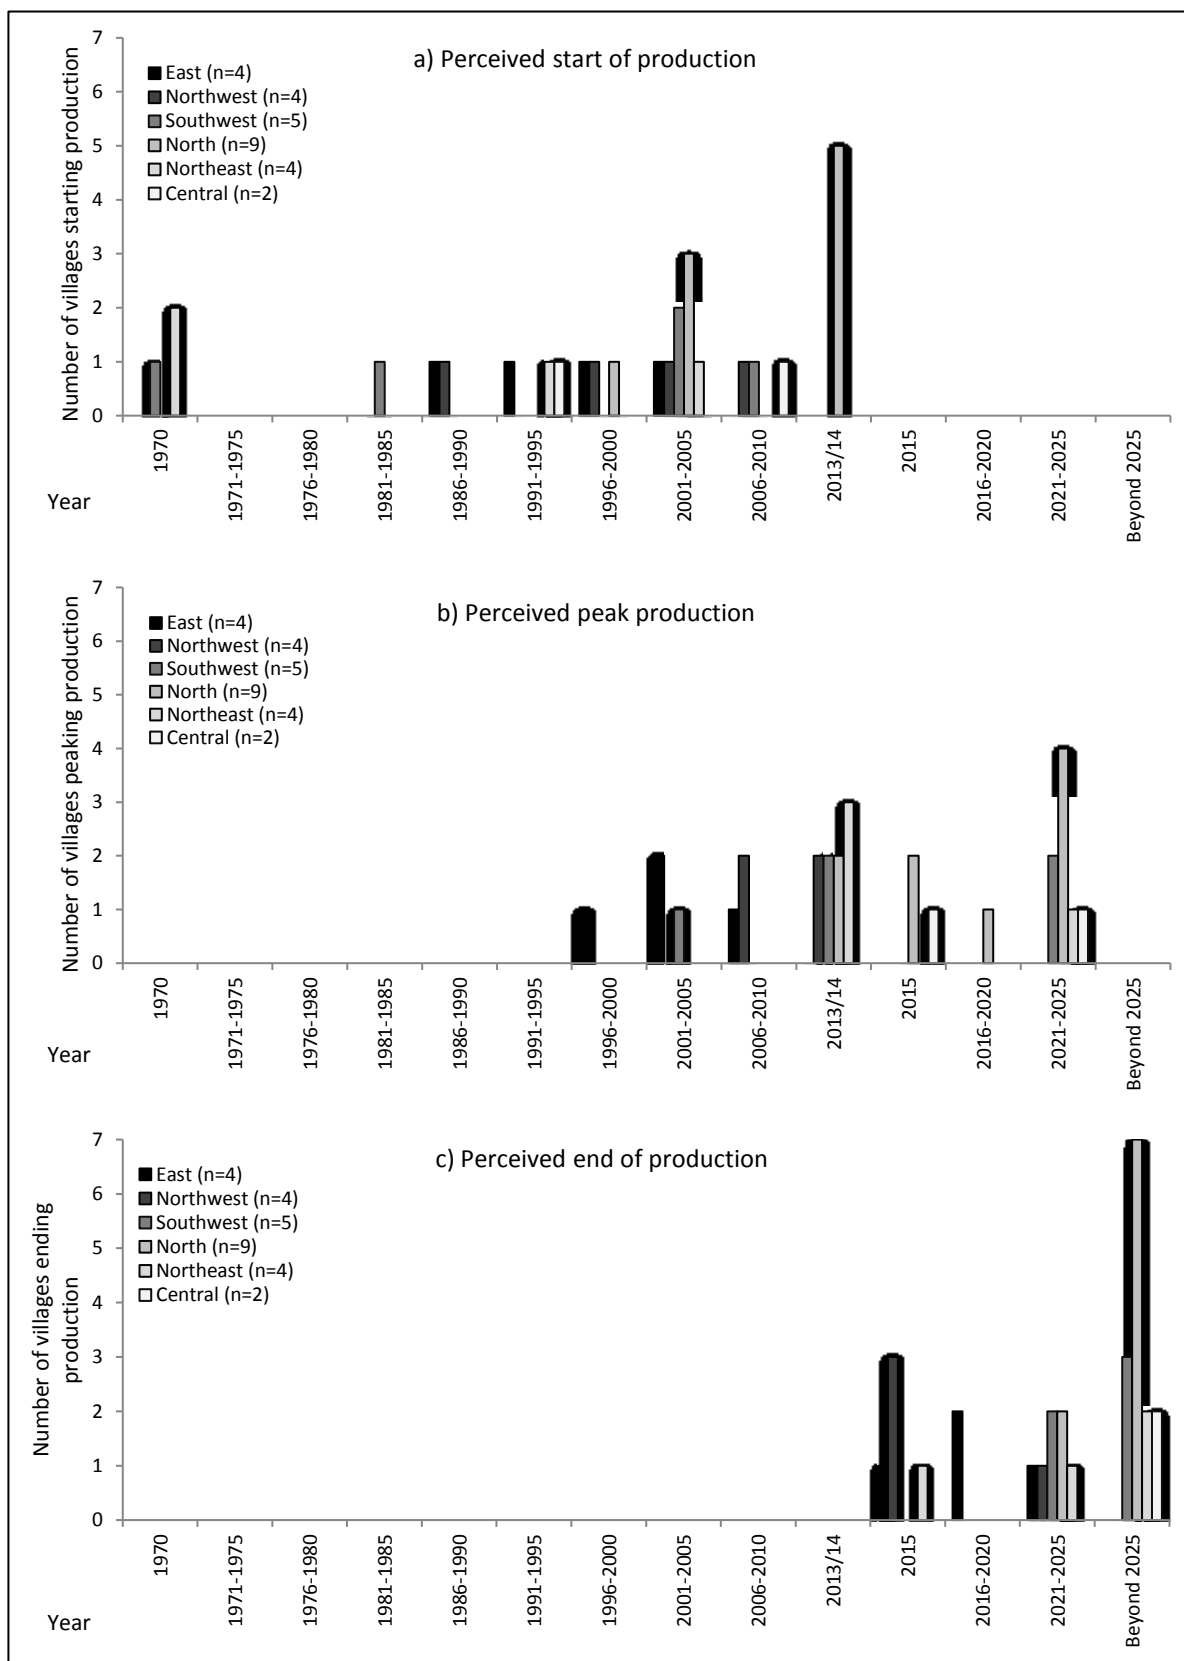 a) Perceived start of production
Number of villages starting production
7
6
5
4
3
2
1
0
East (n=4)
Northwest (n=4)
Southwest (n=5)
North (n=9)
Northeast (n=4)
Central (n=2)
1970
1971-1975
1976-1980
1981-1985
1986-1990
1991-1995
1996-2000
2001-2005
2006-2010
2013/14
2015
2016-2020
2021-2025
Beyond 2025
Year
b) Perceived peak production
Number of villages peaking production
7
6
5
4
3
2
1
0
East (n=4)
Northwest (n=4)
Southwest (n=5)
North (n=9)
Northeast (n=4)
Central (n=2)
1970
1971-1975
1976-1980
1981-1985
1986-1990
1991-1995
1996-2000
2001-2005
2006-2010
2013/14
2015
2016-2020
2021-2025
Beyond 2025
Year
c) Perceived end of production
Number of villages ending
production
7
6
5
4
3
2
1
0
East (n=4)
Northwest (n=4)
Southwest (n=5)
North (n=9)
Northeast (n=4)
Central (n=2)
1970
1971-1975
1976-1980
1981-1985
1986-1990
1991-1995
1996-2000
2001-2005
2006-2010
2013/14
2015
2016-2020
2021-2025
Beyond 2025
Year